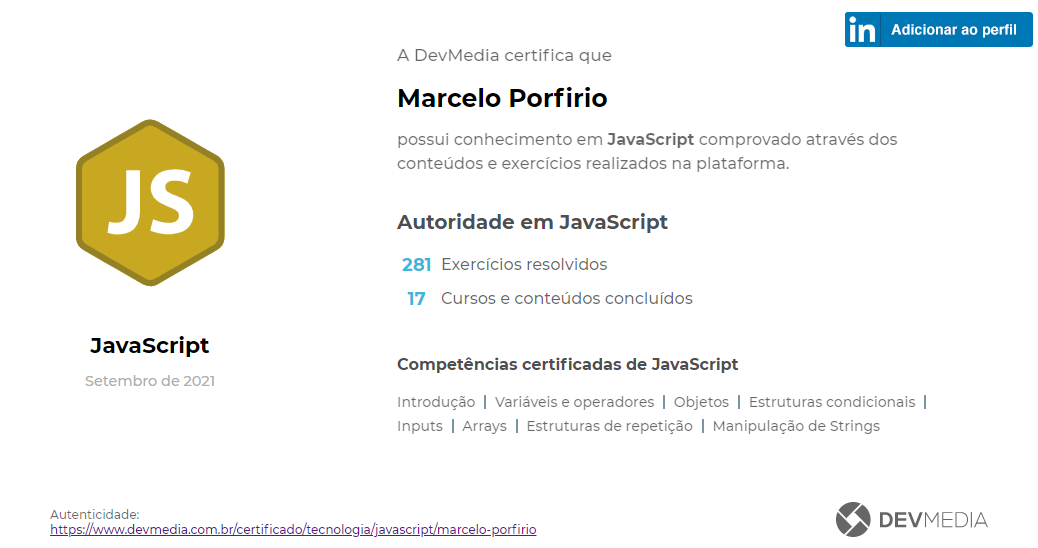 in Adicionar ao perfil
A DevMedia certifica que
Marcelo Porfirio
possui conhecimento em JavaScript comprovado através dos
conteúdos e exercícios realizados na plataforma.
JS
Autoridade em JavaScript
281 Exercícios resolvidos
17 Cursos e conteúdos concluídos
JavaScript
Setembro de 2021
Competências certificadas de JavaScript
Introdução | Variáveis e operadores | Objetos | Estruturas condicionais |
Inputs | Arrays | Estruturas de repetição | Manipulação de Strings
Autenticidade:
https://www.devmedia.com.br/certificado/tecnologia/javascript/marcelo-porfirio
DEVMEDIA